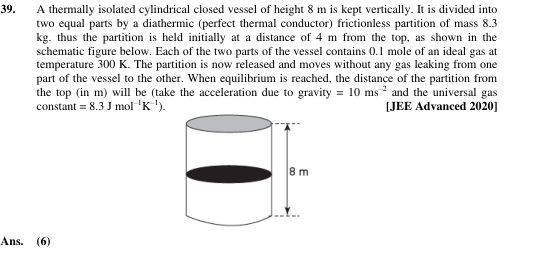 39. A thermally isolated cylindrical closed vessel of height 8 m is kept vertically. It is divided into
two equal parts by a diathermic (perfect thermal conductor) frictionless partition of mass 8.3
kg. thus the partition is held initially at a distance of 4 m from the top, as shown in the
schematic figure below. Each of the two parts of the vessel contains 0.1 mole of an ideal gas at
temperature 300 K. The partition is now released and moves without any gas leaking from one
part of the vessel to the other. When equilibrium is reached, the distance of the partition from
the top (in m) will be (take the acceleration due to gravity = 10 ms⁻² and the universal gas
constant = 8.3 J mol⁻¹K⁻¹). [JEE Advanced 2020]
8 m
Ans. (6)